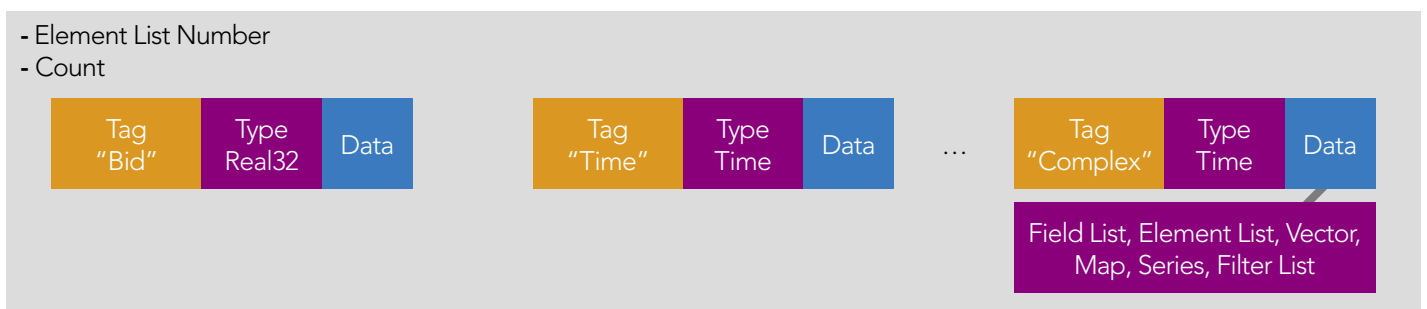 - Element List Number
- Count
Tag
“Bid”
Type
Real32
Data
Tag
“Time”
Type
Time
Data
…
Tag
“Complex”
Type
Time
Data
Field List, Element List, Vector,
Map, Series, Filter List